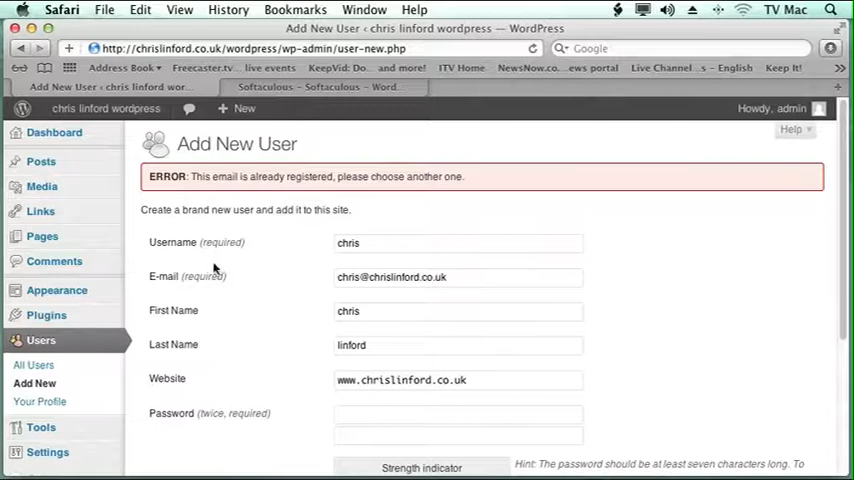 Safari File Edit View History Bookmarks Window Help TV Mac
Add New User ‹ chris linford wordpress — WordPress
http://chrislinford.co.uk/wordpress/wp-admin/user-new.php Google
Address Book Freecaster.tv live events KeepVid: Do... and more! ITV Home NewsNow.co...ews portal Live Channel...s – English Keep It!
Add New User ‹ chris linford wor... Softaculous – Softaculous – Word...
chris linford wordpress New Howdy, admin
Help
Dashboard
Posts
Media
Links
Pages
Comments
Appearance
Plugins
Users
All Users
Add New
Your Profile
Tools
Settings
Add New User
ERROR: This email is already registered, please choose another one.
Create a brand new user and add it to this site.
Username (required) chris
E-mail (required) chris@chrislinford.co.uk
First Name chris
Last Name linford
Website www.chrislinford.co.uk
Password (twice, required)
Strength indicator Hint: The password should be at least seven characters long. To